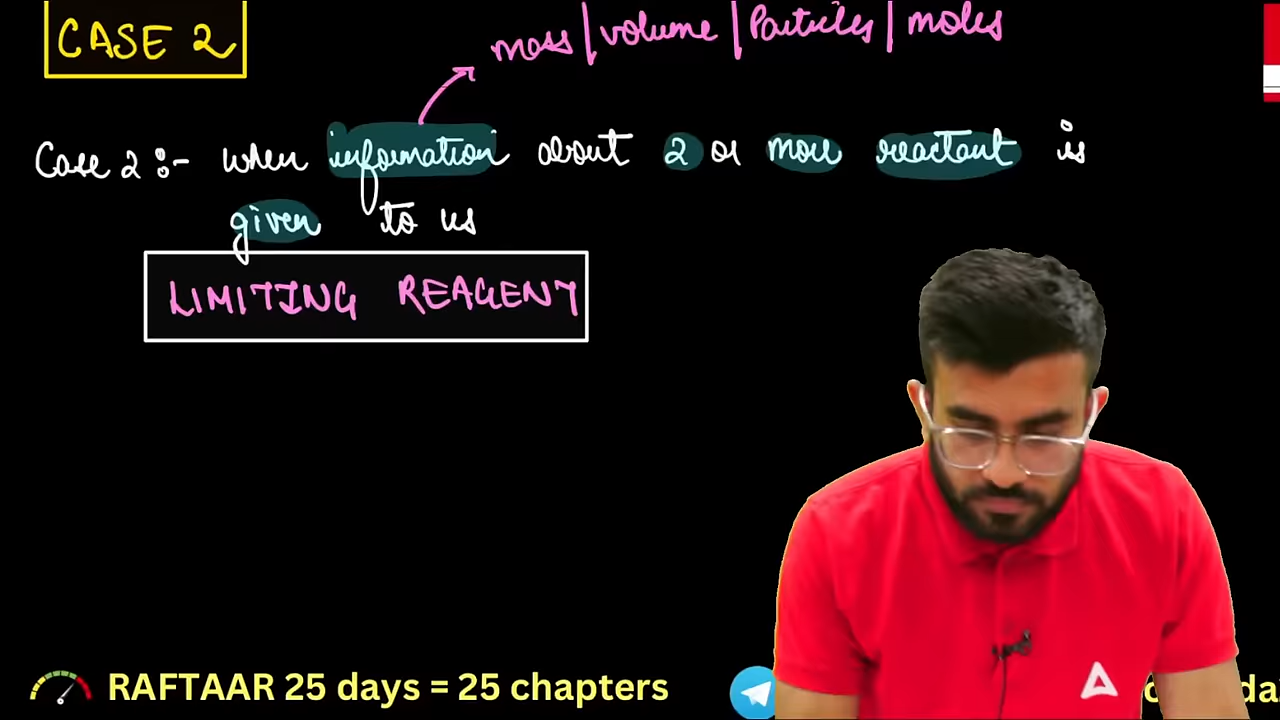 CASE 2
mass | volume | Particles | moles
Case 2 :- when information about 2 or more reactant is
given to us
LIMITING REAGENT
RAFTAAR 25 days = 25 chapters